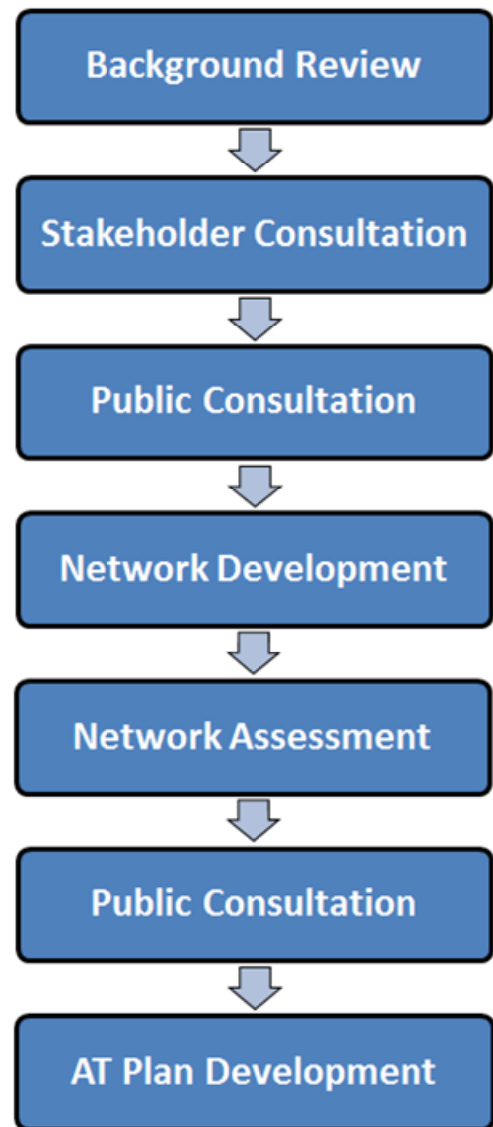 Background Review
Stakeholder Consultation
Public Consultation
Network Development
Network Assessment
Public Consultation
AT Plan Development